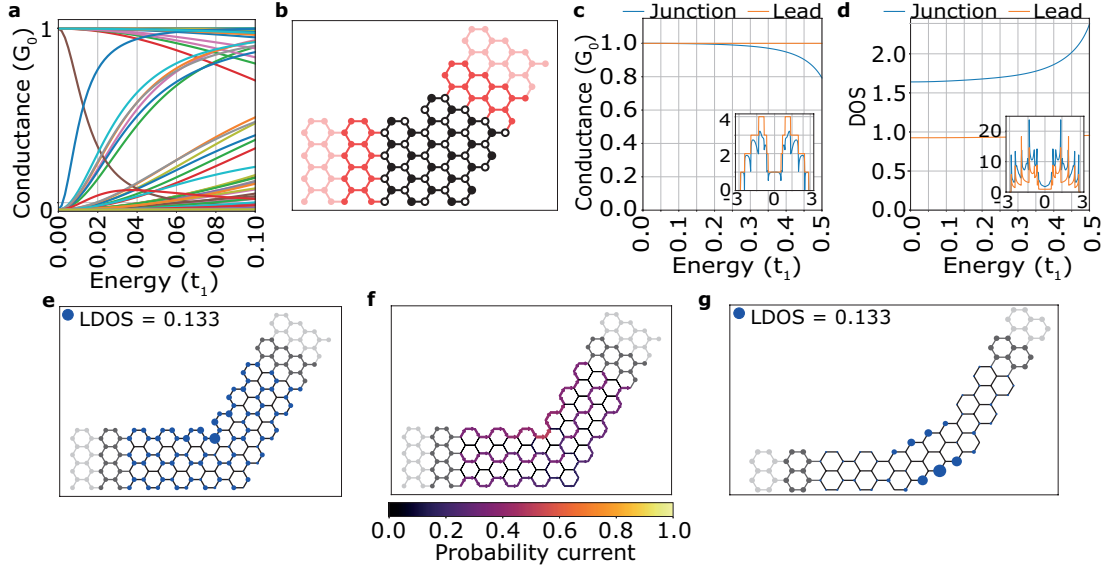 a
Conductance (G0)
1
0
0.00
0.02
0.04
0.06
0.08
0.10
Energy (t1)
b
c
Junction
Lead
Conductance (G0)
1.0
0.8
0.6
0.4
0.2
0.0
4
2
0
-3
0
3
0.0
0.1
0.2
0.3
0.4
0.5
Energy (t1)
d
Junction
Lead
DOS
2.0
1.5
1.0
0.5
0.0
20
10
0
-3
0
3
0.0
0.1
0.2
0.3
0.4
0.5
Energy (t1)
e
LDOS = 0.133
f
0.0
0.2
0.4
0.6
0.8
1.0
Probability current
g
LDOS = 0.133